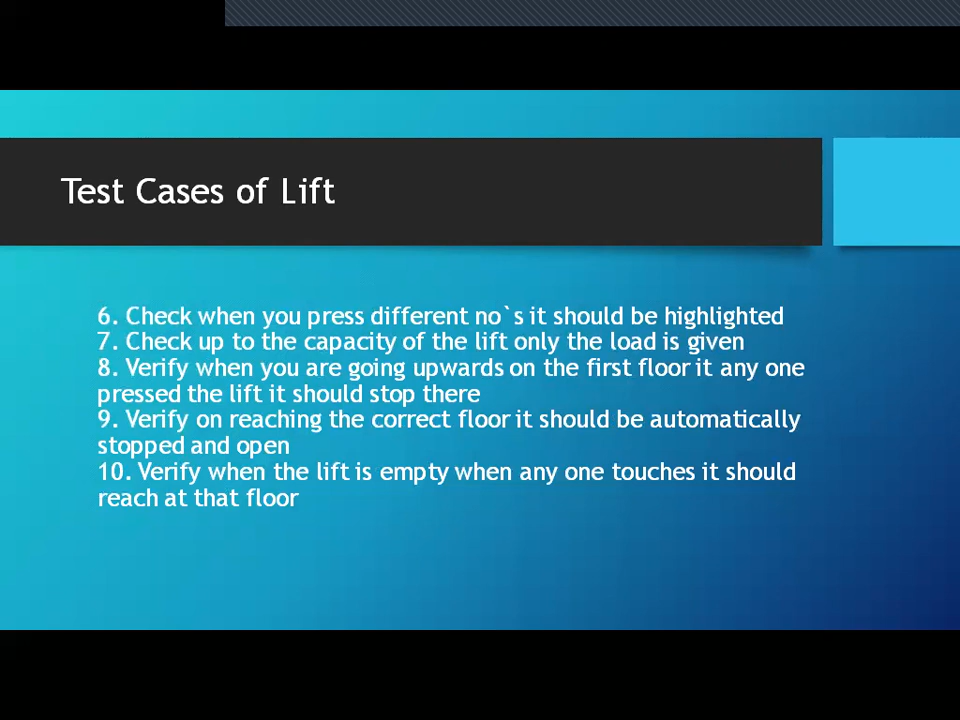 Test Cases of Lift
6. Check when you press different no`s it should be highlighted
7. Check up to the capacity of the lift only the load is given
8. Verify when you are going upwards on the first floor it any one
pressed the lift it should stop there
9. Verify on reaching the correct floor it should be automatically
stopped and open
10. Verify when the lift is empty when any one touches it should
reach at that floor